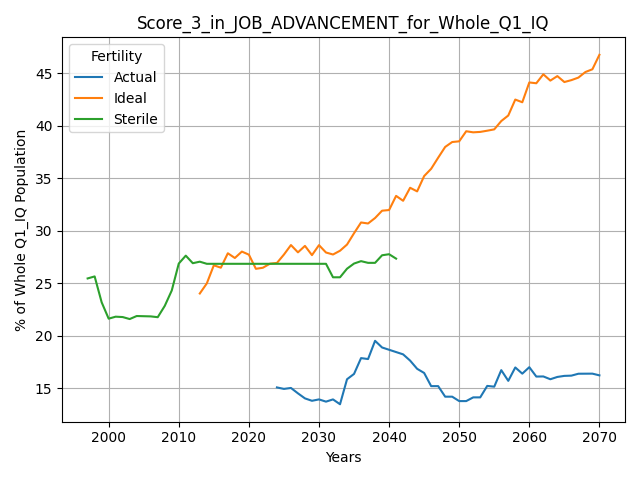 Score_3_in_JOB_ADVANCEMENT_for_Whole_Q1_IQ
Fertility
Actual
Ideal
Sterile
% of Whole Q1_IQ Population
45
40
35
30
25
20
15
2000 2010 2020 2030 2040 2050 2060 2070
Years